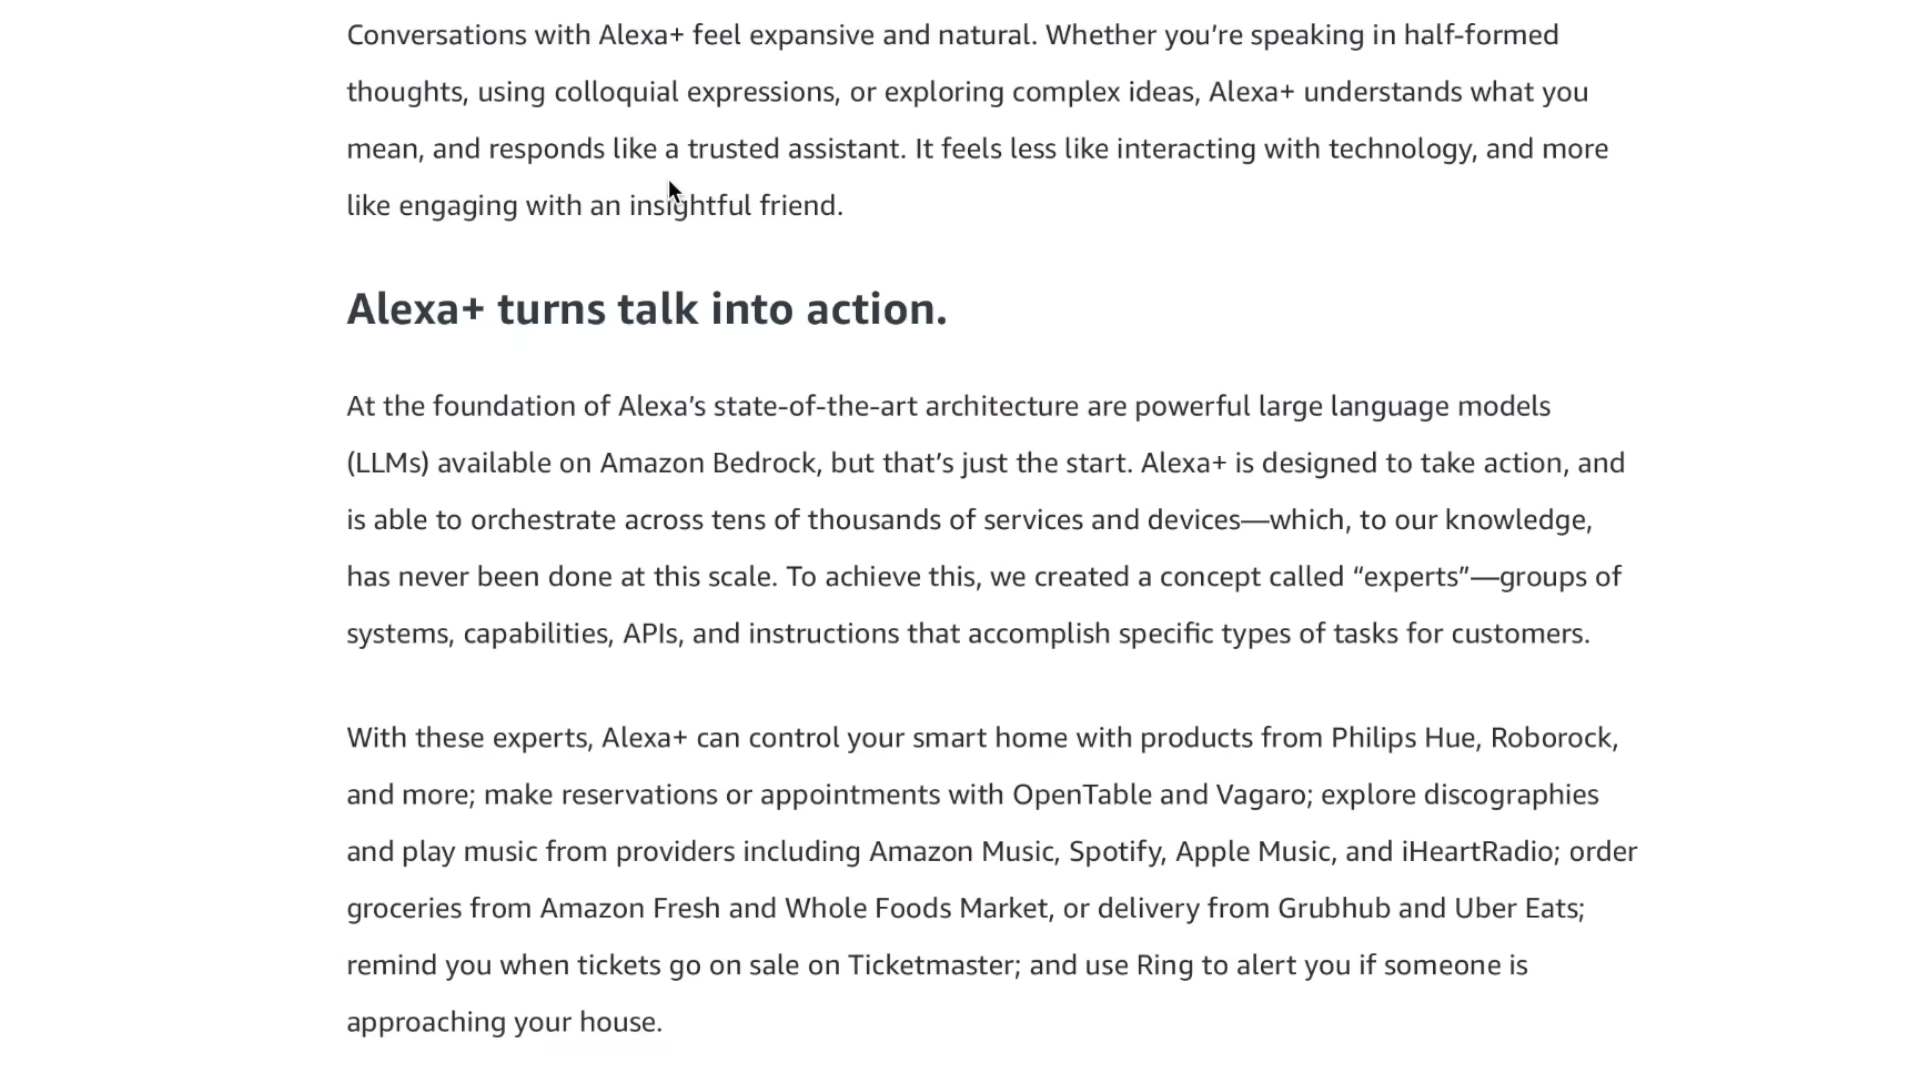 Conversations with Alexa+ feel expansive and natural. Whether you’re speaking in half-formed
thoughts, using colloquial expressions, or exploring complex ideas, Alexa+ understands what you
mean, and responds like a trusted assistant. It feels less like interacting with technology, and more
like engaging with an insightful friend.
Alexa+ turns talk into action.
At the foundation of Alexa’s state-of-the-art architecture are powerful large language models
(LLMs) available on Amazon Bedrock, but that’s just the start. Alexa+ is designed to take action, and
is able to orchestrate across tens of thousands of services and devices—which, to our knowledge,
has never been done at this scale. To achieve this, we created a concept called “experts”—groups of
systems, capabilities, APIs, and instructions that accomplish specific types of tasks for customers.
With these experts, Alexa+ can control your smart home with products from Philips Hue, Roborock,
and more; make reservations or appointments with OpenTable and Vagaro; explore discographies
and play music from providers including Amazon Music, Spotify, Apple Music, and iHeartRadio; order
groceries from Amazon Fresh and Whole Foods Market, or delivery from Grubhub and Uber Eats;
remind you when tickets go on sale on Ticketmaster; and use Ring to alert you if someone is
approaching your house.